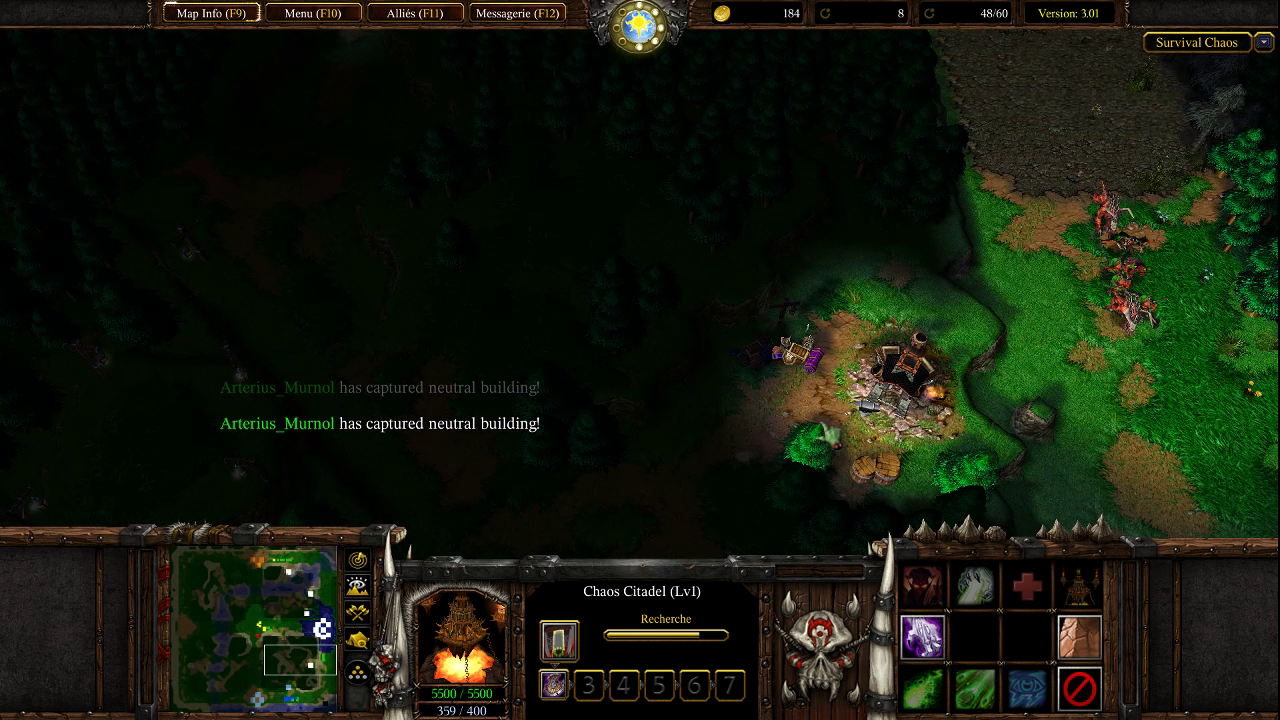 Map Info (F9)
Menu (F10)
Alliés (F11)
Messagerie (F12)
184
8
48/60
Version: 3.01
Survival Chaos
Arterius_Murnol has captured neutral building!
Arterius_Murnol has captured neutral building!
Chaos Citadel (Lv1)
Recherche
3
4
5
6
7
5500 / 5500
359 / 400